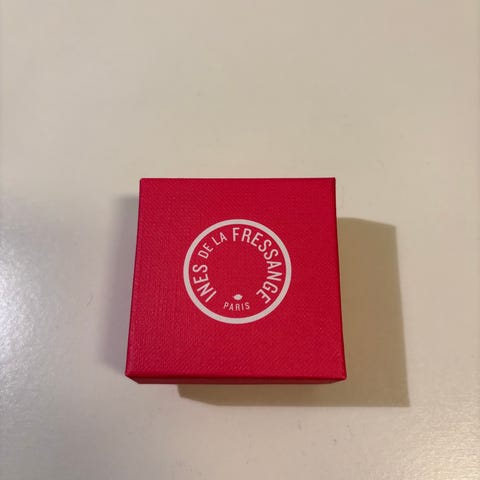 INES DE LA FRESSANGE
PARIS